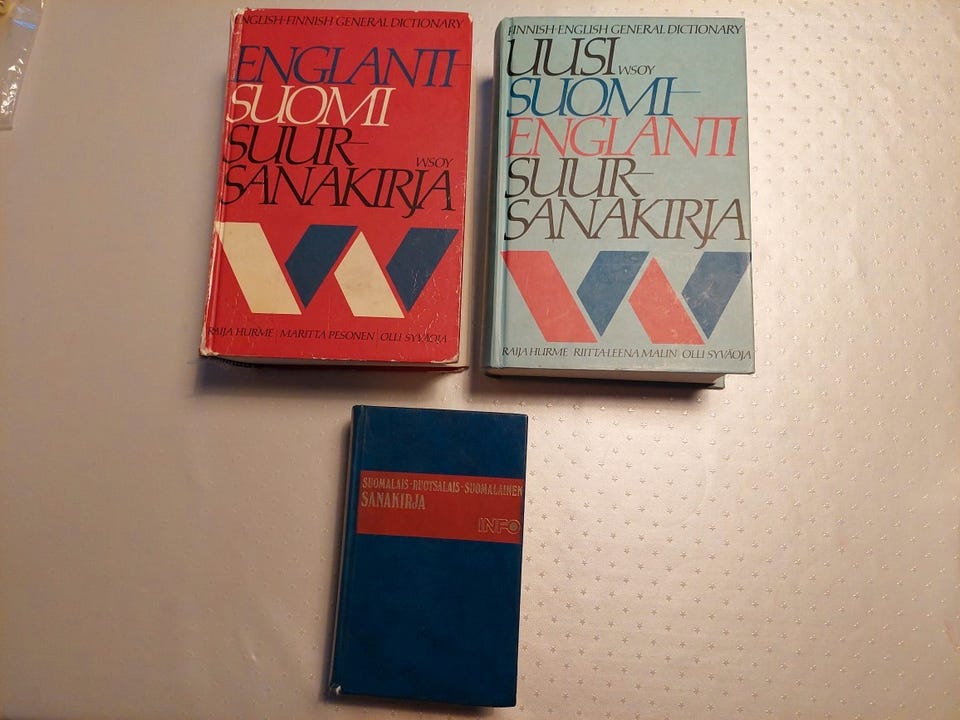 ENGLISH-FINNISH GENERAL DICTIONARY
ENGLANTI-
SUOMI
SUUR-
WSOY
SANAKIRJA
RAIJA HURME | MARITTA PESONEN | OLLI SYVÄOJA
FINNISH-ENGLISH GENERAL DICTIONARY
UUSI WSOY
SUOMI-
ENGLANTI
SUUR-
SANAKIRJA
RAIJA HURME RIITTA-LEENA MALIN OLLI SYVÄOJA
SUOMALAIS-RUOTSALAIS-SUOMALAINEN
SANAKIRJA
INFO